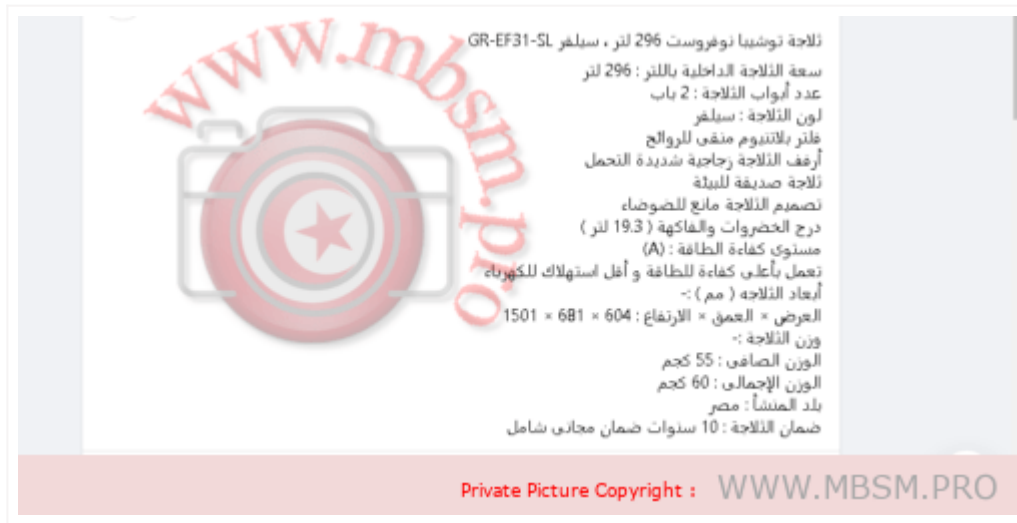 ثلاجة توشيبا نوفروست 296 لتر ، سيلفر GR-EF31-SL
سعة الثلاجة الداخلية باللتر : 296 لتر
عدد أبواب الثلاجة : 2 باب
لون الثلاجة : سيلفر
فلتر بلاتنيوم منقى للروائح
أرفف الثلاجة زجاجية شديدة التحمل
ثلاجة صديقة للبيئة
تصميم الثلاجة مانع للضوضاء
درج الخضروات والفاكهة ( 19.3 لتر )
مستوى كفاءة الطاقة : (A)
تعمل بأعلى كفاءة للطاقة و أقل استهلاك للكهرباء
أبعاد الثلاجه ( مم ) :-
العرض × العمق × الارتفاع : 604 × 681 × 1501
وزن الثلاجة :-
الوزن الصافى : 55 كجم
الوزن الإجمالى : 60 كجم
بلد المنشأ : مصر
ضمان الثلاجة : 10 سنوات ضمان مجانى شامل
www.mbsm.pro
Private Picture Copyright : WWW.MBSM.PRO